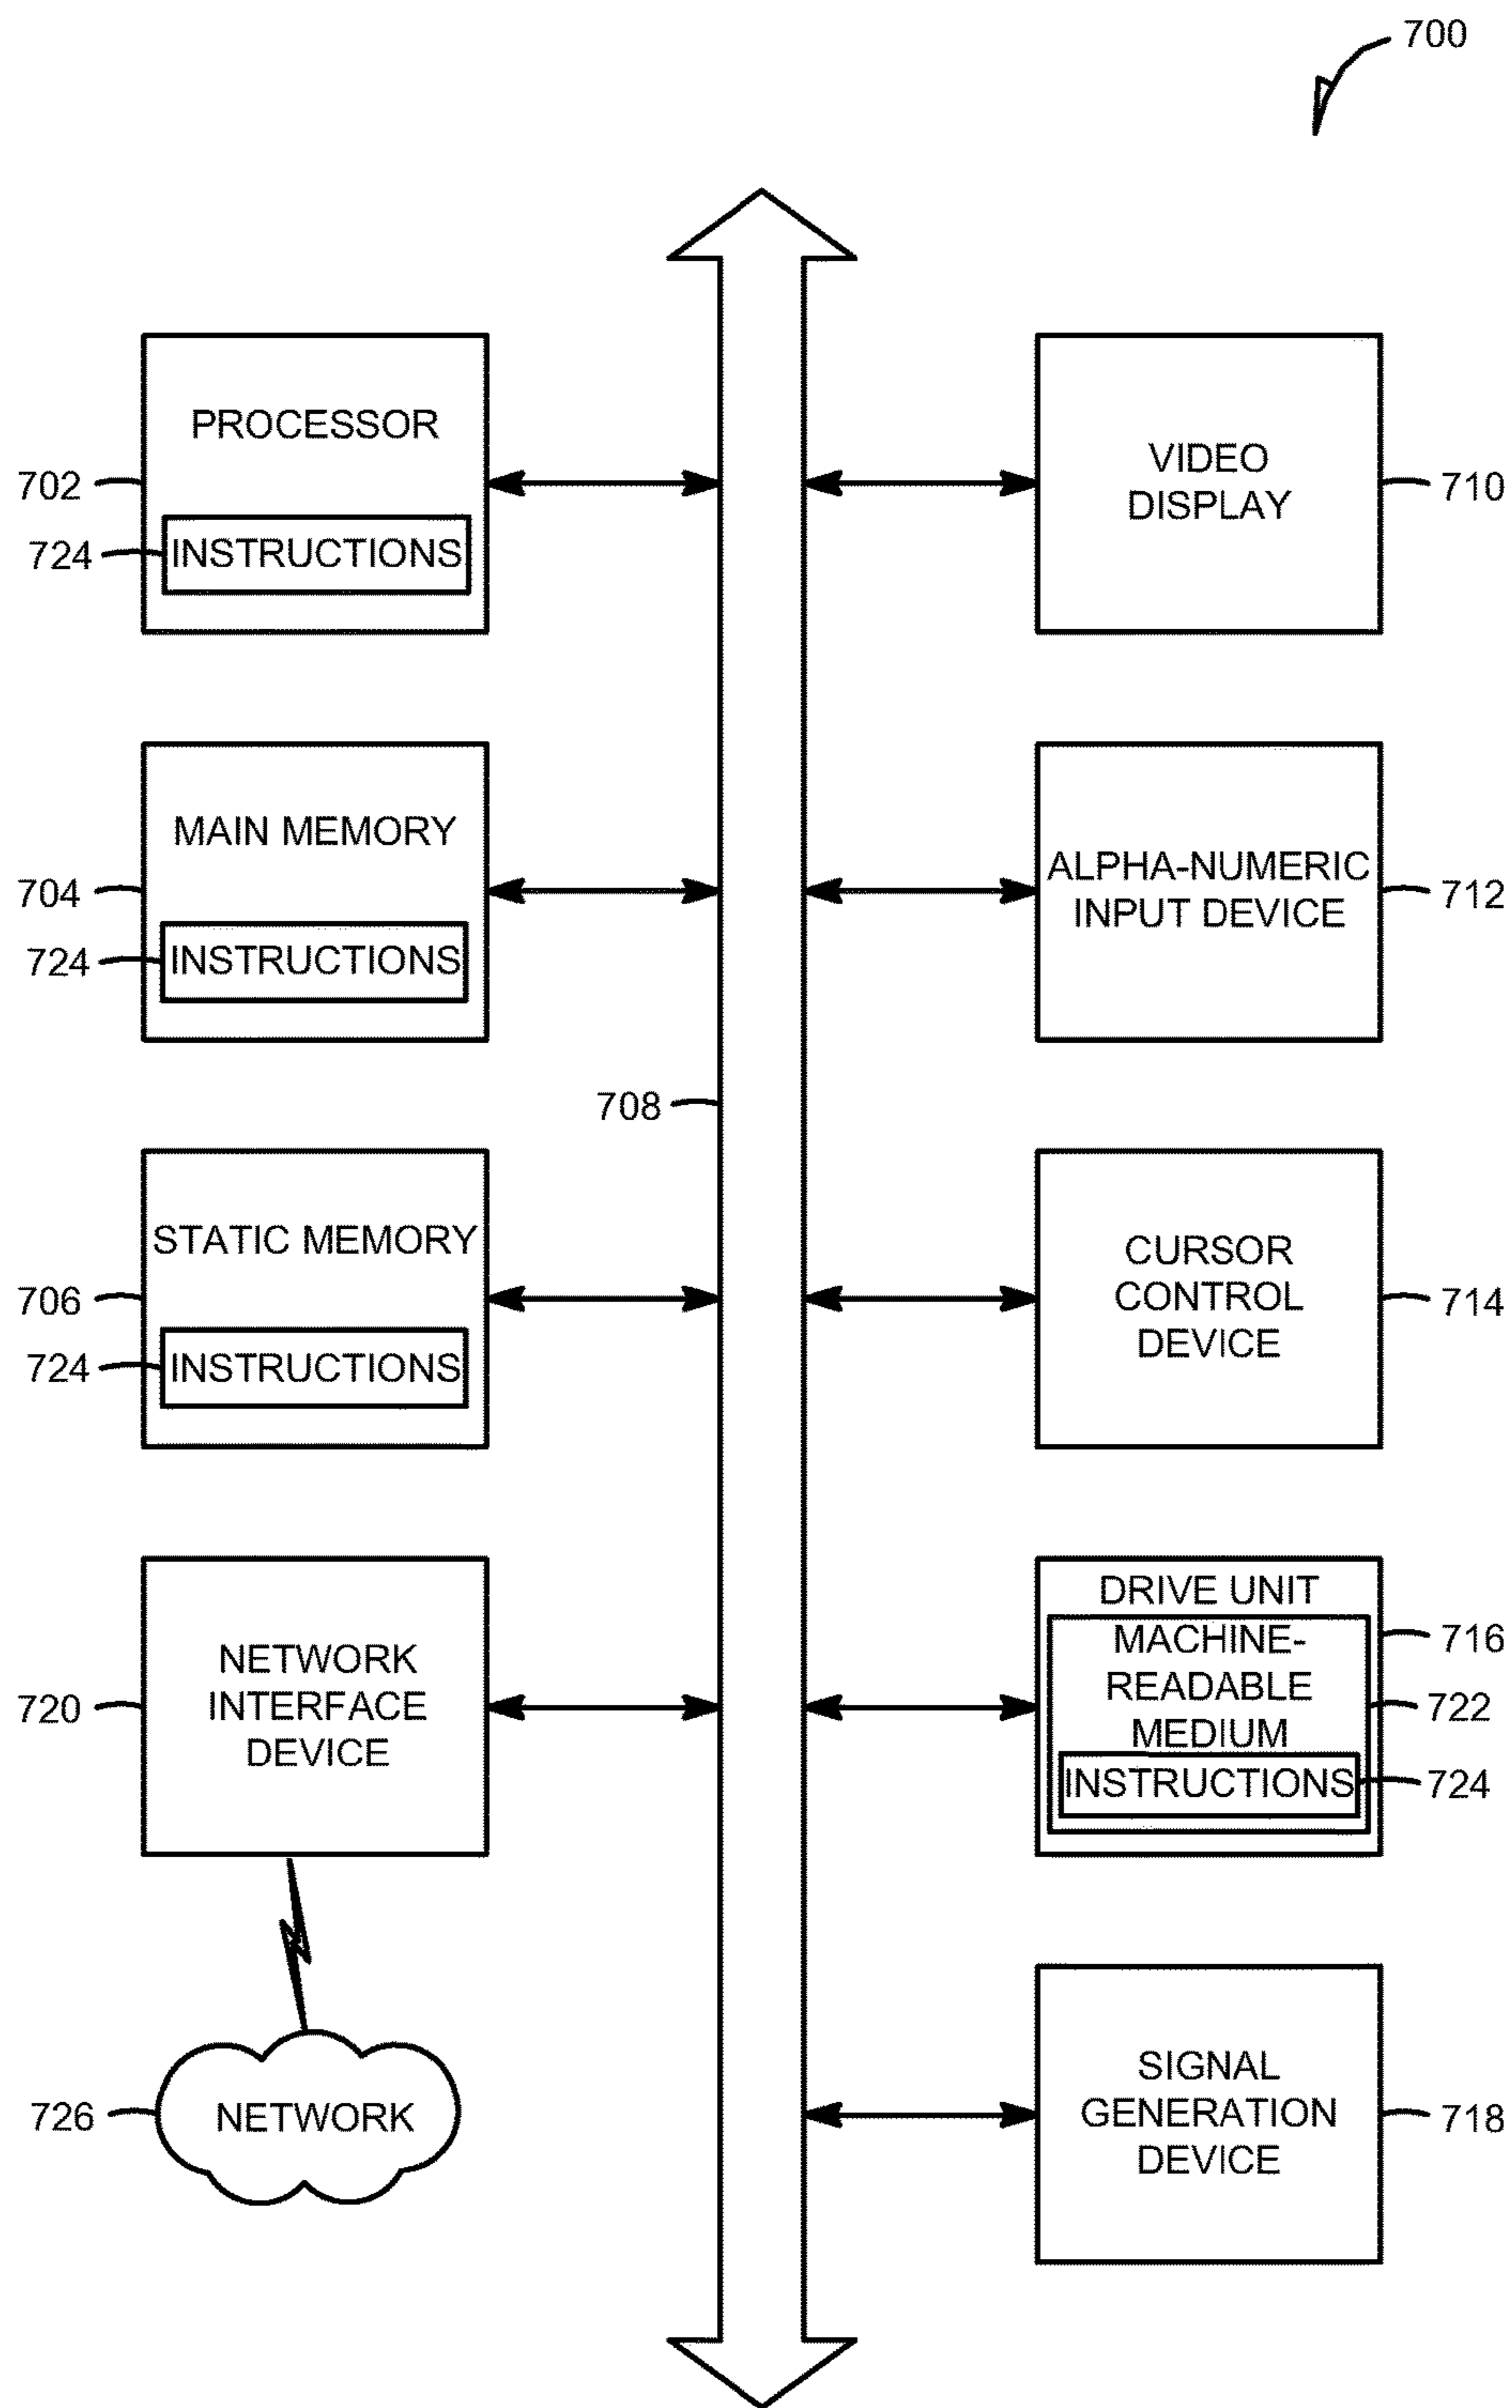 700
PROCESSOR
702
724
INSTRUCTIONS
VIDEO
DISPLAY
710
MAIN MEMORY
704
724
INSTRUCTIONS
ALPHA-NUMERIC
INPUT DEVICE
712
708
STATIC MEMORY
706
724
INSTRUCTIONS
CURSOR
CONTROL
DEVICE
714
NETWORK
INTERFACE
DEVICE
720
DRIVE UNIT
716
MACHINE-
READABLE
MEDIUM
722
INSTRUCTIONS
724
NETWORK
726
SIGNAL
GENERATION
DEVICE
718